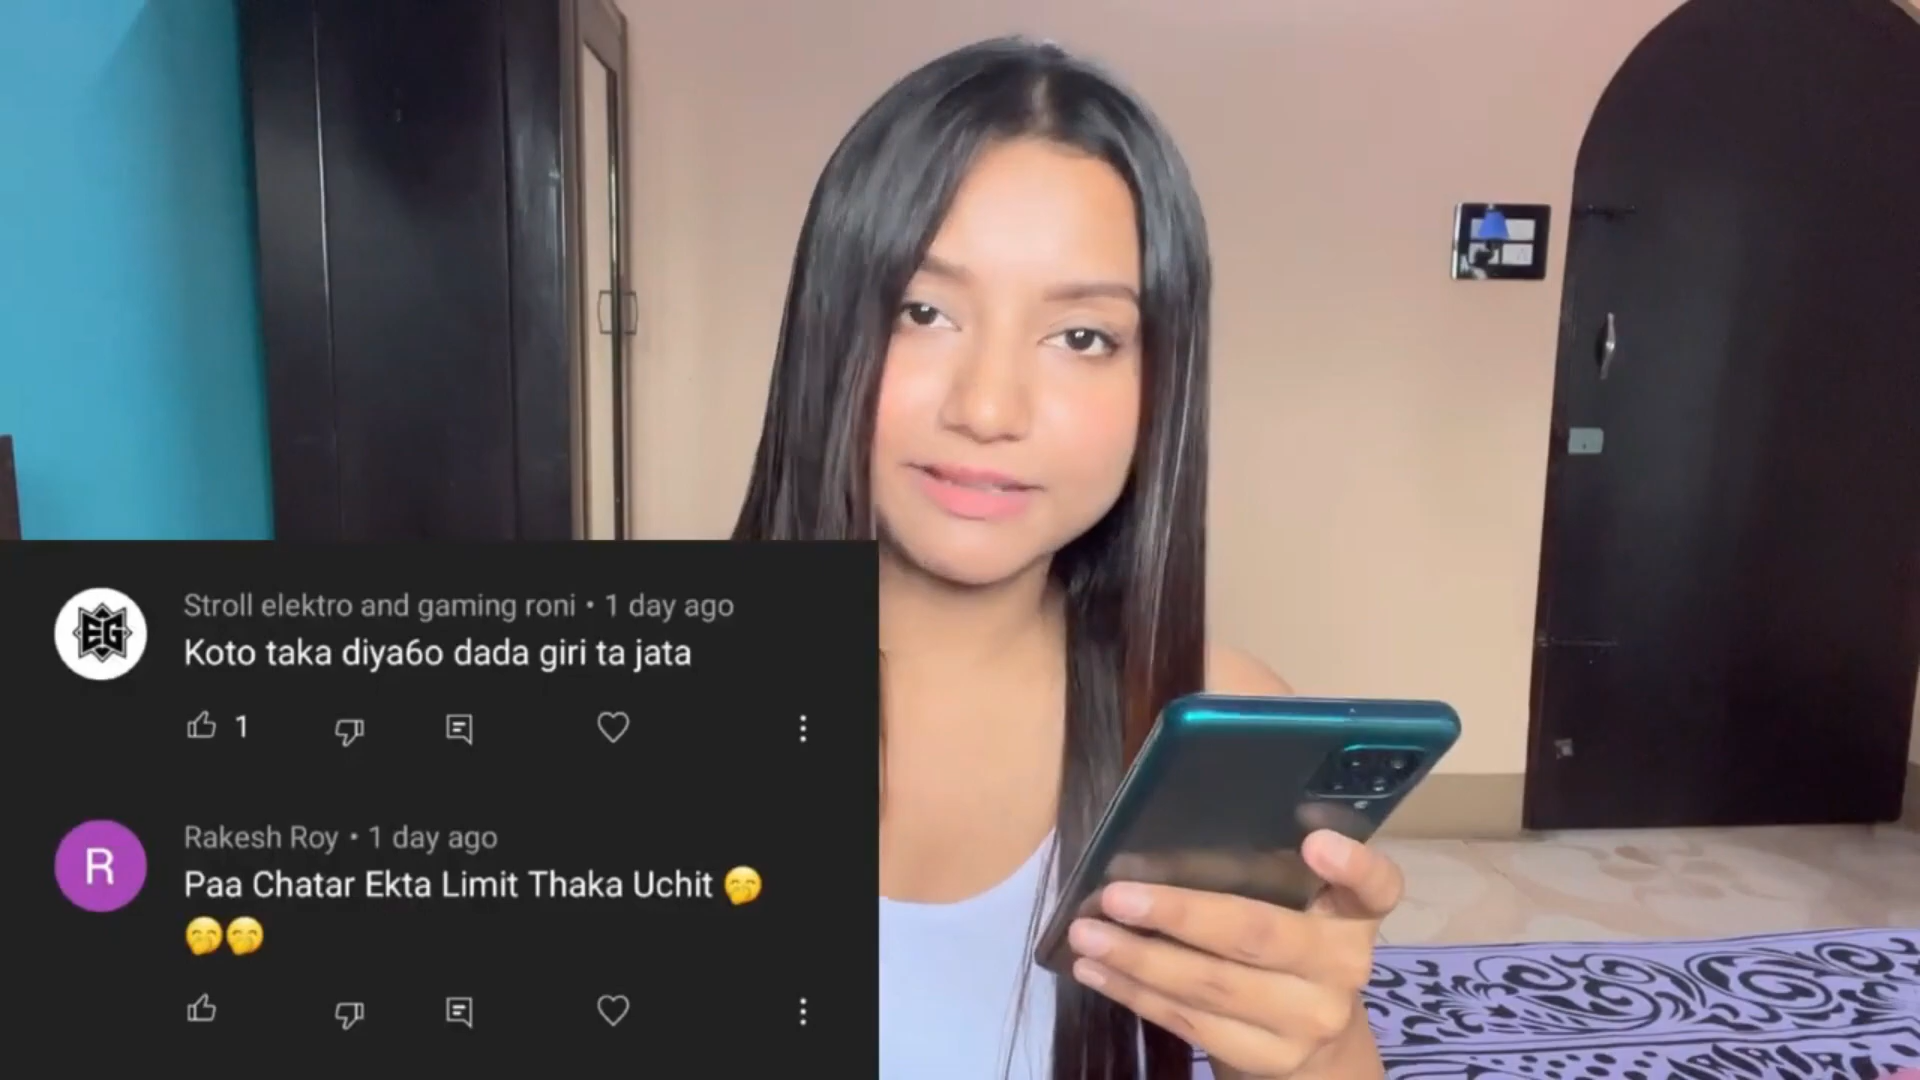 EG
Stroll elektro and gaming roni • 1 day ago
Koto taka diya6o dada giri ta jata
1
R
Rakesh Roy • 1 day ago
Paa Chatar Ekta Limit Thaka Uchit 🤭
🤭🤭